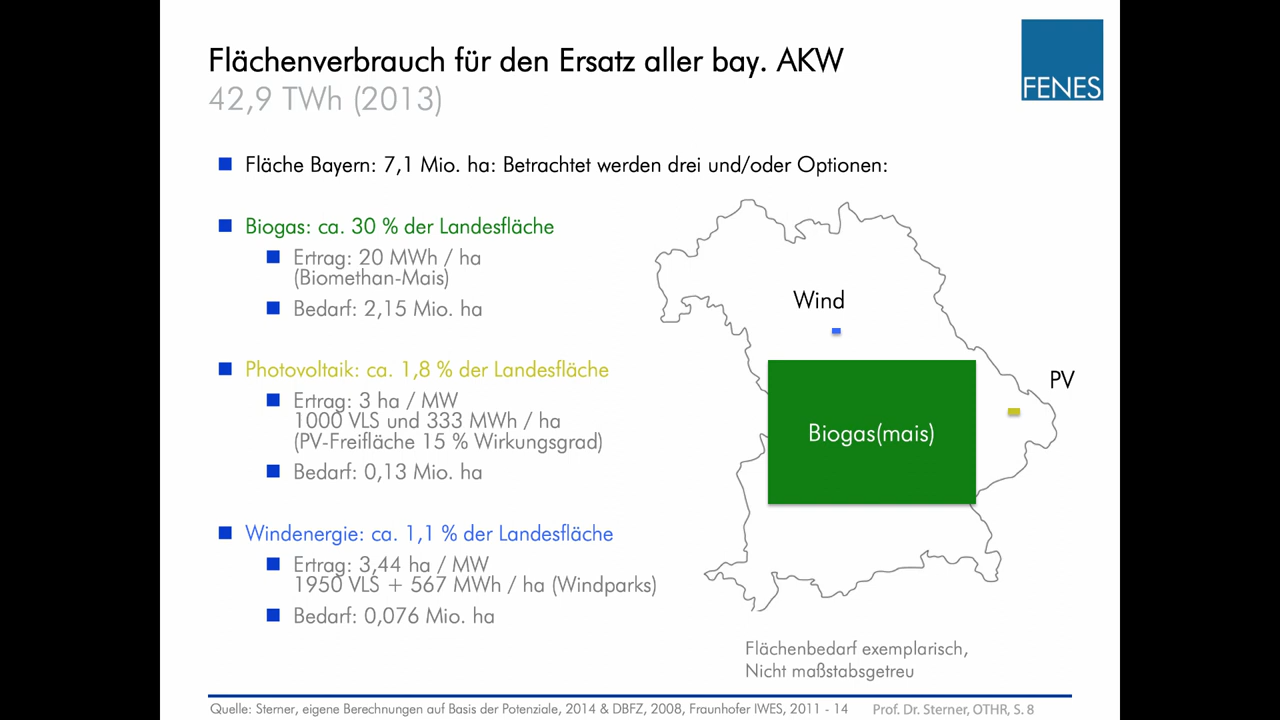 Flächenverbrauch für den Ersatz aller bay. AKW
42,9 TWh (2013)
FENES
Fläche Bayern: 7,1 Mio. ha: Betrachtet werden drei und/oder Optionen:
Biogas: ca. 30 % der Landesfläche
Ertrag: 20 MWh / ha
(Biomethan-Mais)
Bedarf: 2,15 Mio. ha
Photovoltaik: ca. 1,8 % der Landesfläche
Ertrag: 3 ha / MW
1000 VLS und 333 MWh / ha
(PV-Freifläche 15 % Wirkungsgrad)
Bedarf: 0,13 Mio. ha
Windenergie: ca. 1,1 % der Landesfläche
Ertrag: 3,44 ha / MW
1950 VLS + 567 MWh / ha (Windparks)
Bedarf: 0,076 Mio. ha
Wind
PV
Biogas(mais)
Flächenbedarf exemplarisch,
Nicht maßstabsgetreu
Quelle: Sterner, eigene Berechnungen auf Basis der Potenziale, 2014 & DBFZ, 2008, Fraunhofer IWES, 2011 - 14
Prof. Dr. Sterner, OTHR, S. 8